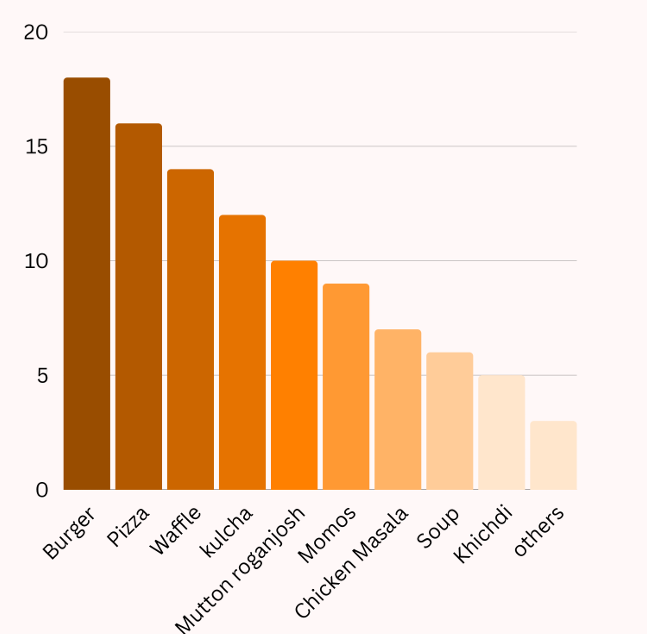 20
15
10
5
0
Burger
Pizza
Waffle
kulcha
Mutton roganjosh
Momos
Chicken Masala
Soup
Khichdi
others